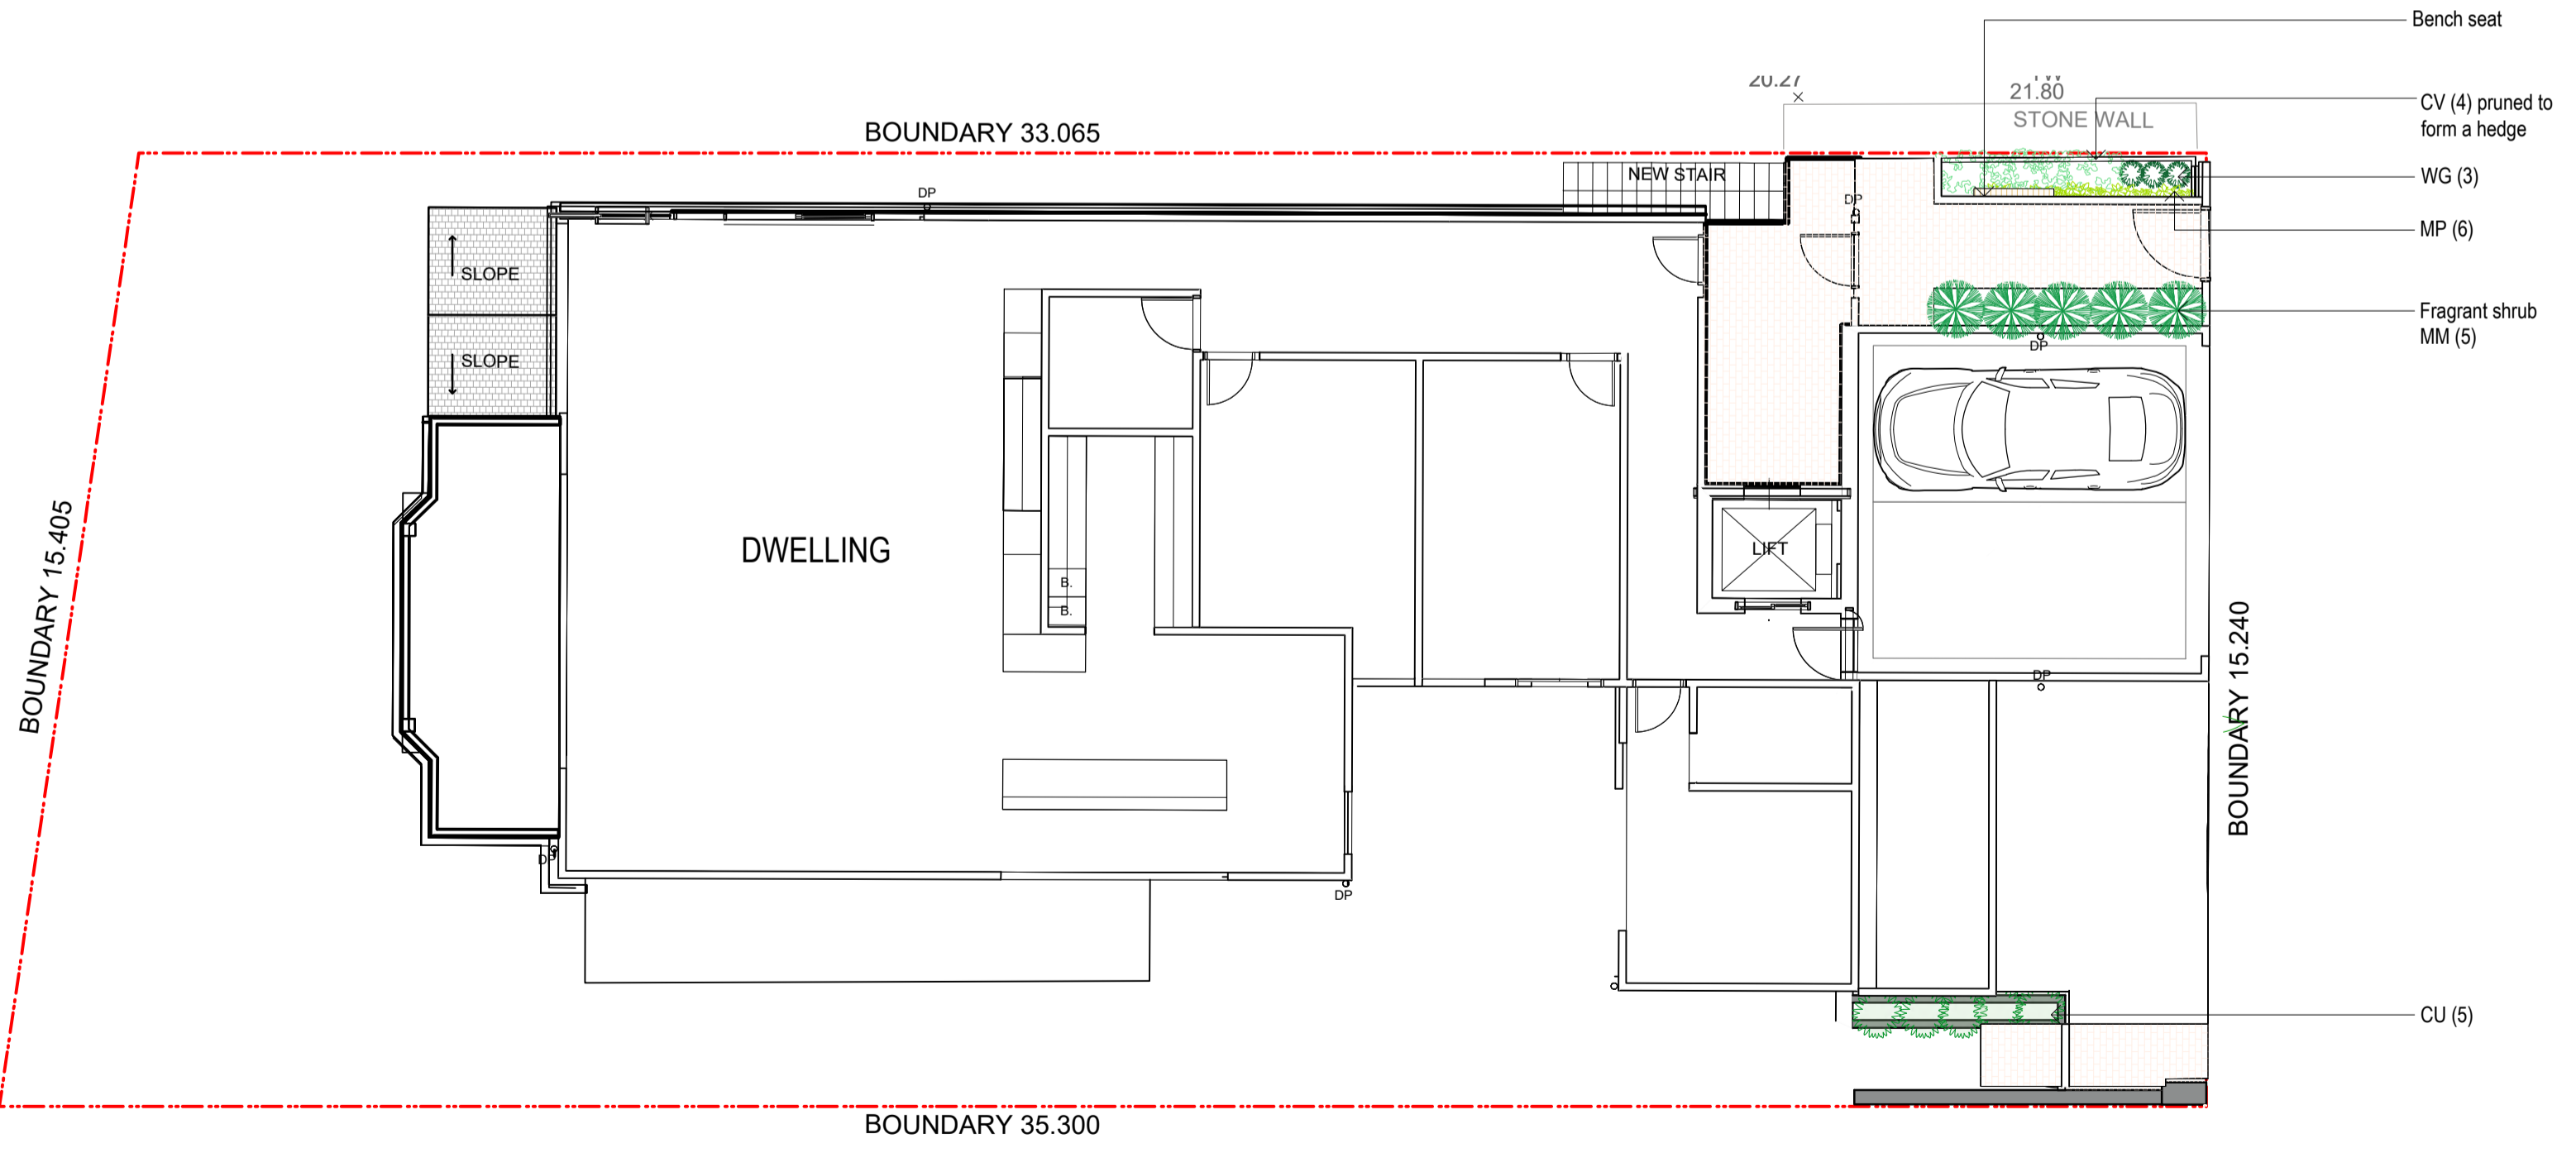 Bench seat
20.27
21.80
STONE WALL
CV (4) pruned to
form a hedge
BOUNDARY 33.065
NEW STAIR
WG (3)
DP
DP
MP (6)
SLOPE
Fragrant shrub
MM (5)
DP
SLOPE
BOUNDARY 15.405
DWELLING
LIFT
B.
B.
BOUNDARY 15.240
DP
DP
DP
CU (5)
BOUNDARY 35.300